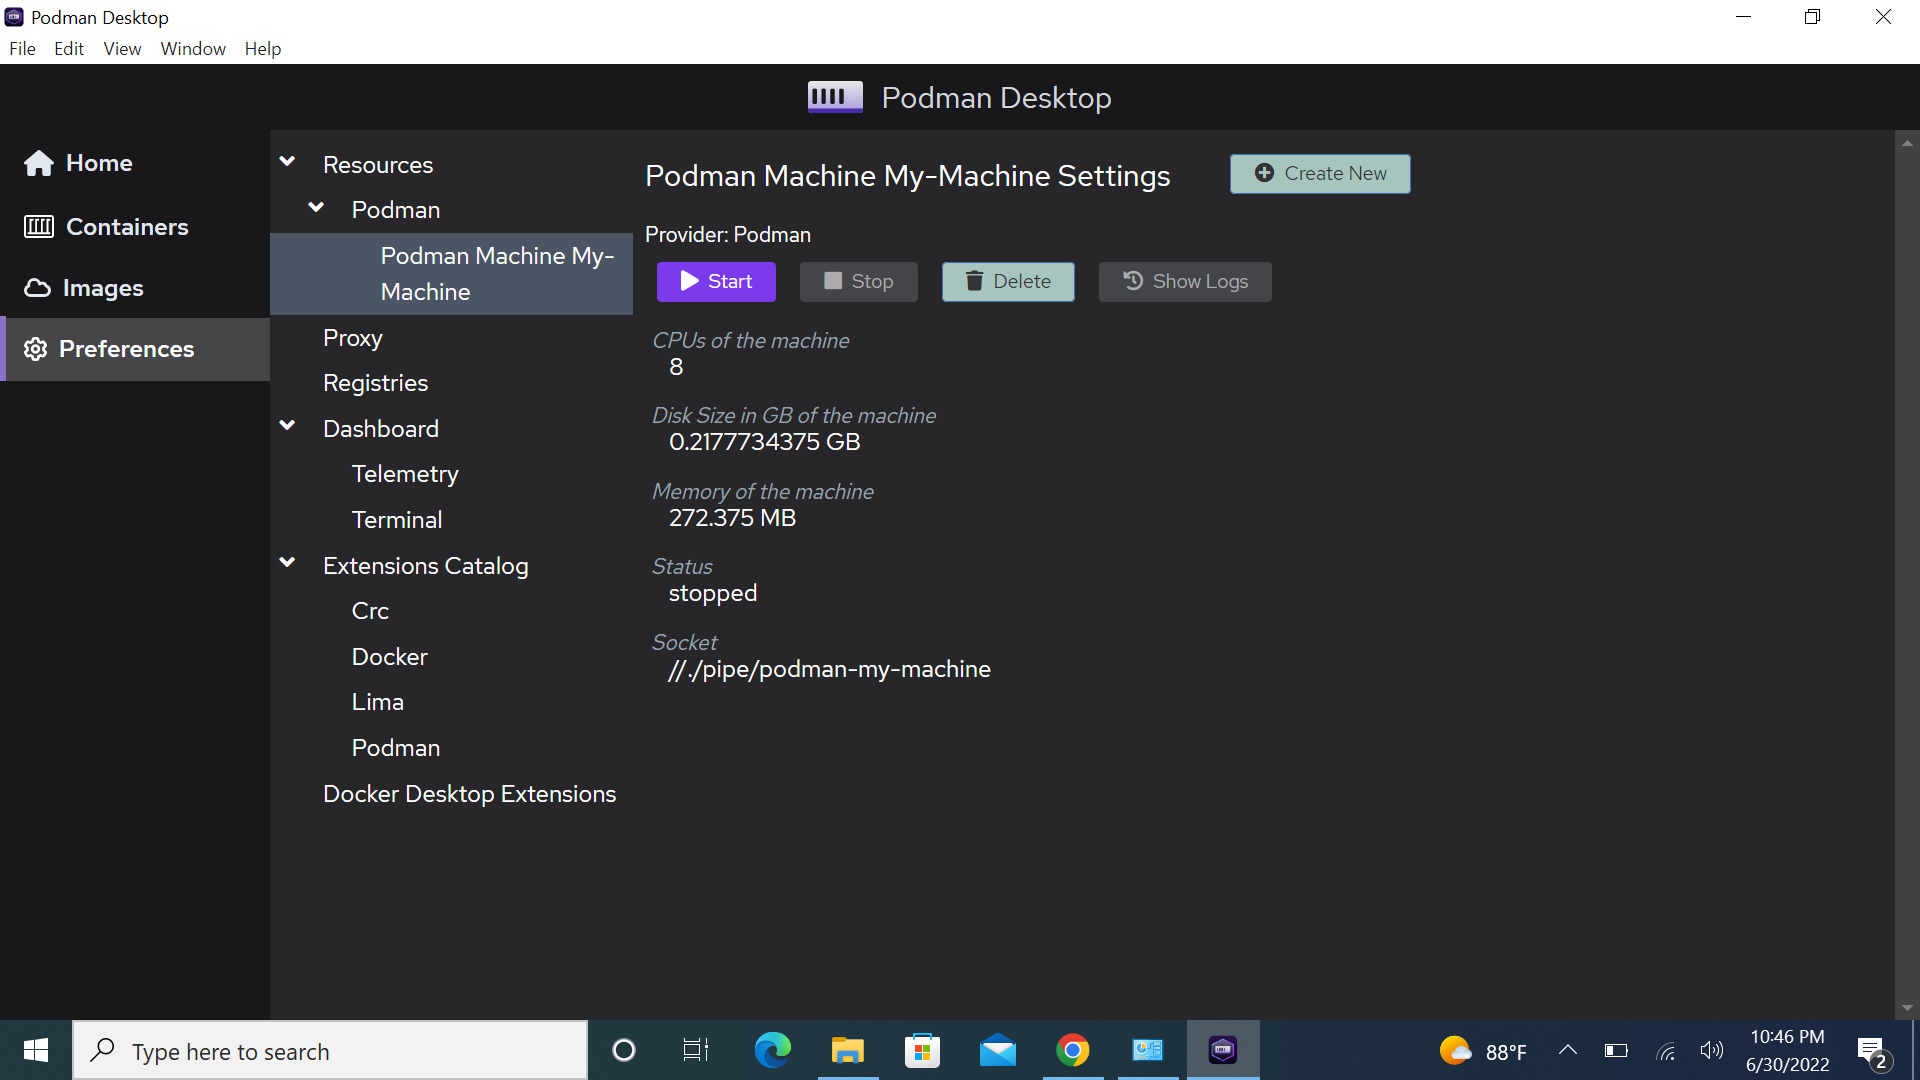 Podman Desktop
File Edit View Window Help
Podman Desktop
Home
Containers
Images
Preferences
Resources
Podman
Podman Machine My-
Machine
Proxy
Registries
Dashboard
Telemetry
Terminal
Extensions Catalog
Crc
Docker
Lima
Podman
Docker Desktop Extensions
Podman Machine My-Machine Settings
Create New
Provider: Podman
Start Stop Delete Show Logs
CPUs of the machine
8
Disk Size in GB of the machine
0.2177734375 GB
Memory of the machine
272.375 MB
Status
stopped
Socket
//./pipe/podman-my-machine
Type here to search
88°F
10:46 PM
6/30/2022
2